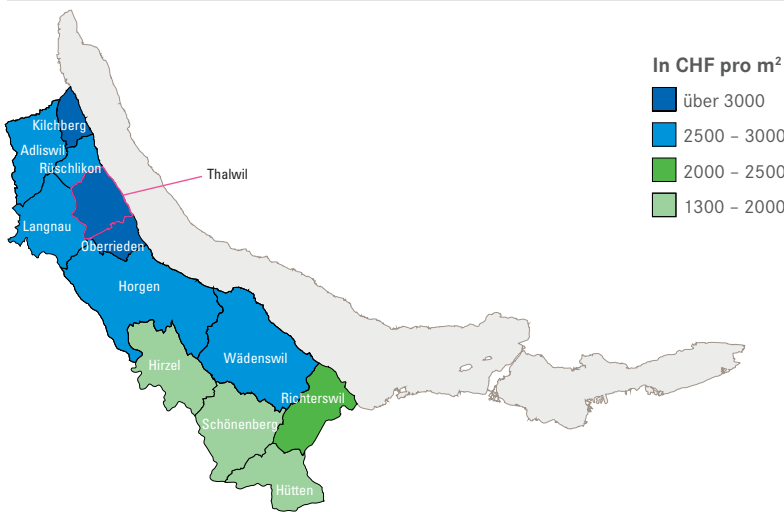 In CHF pro m²
über 3000
2500 – 3000
2000 – 2500
1300 – 2000
Kilchberg
Adliswil
Rüschlikon
Thalwil
Langnau
Oberrieden
Horgen
Hirzel
Wädenswil
Richterswil
Schönenberg
Hütten